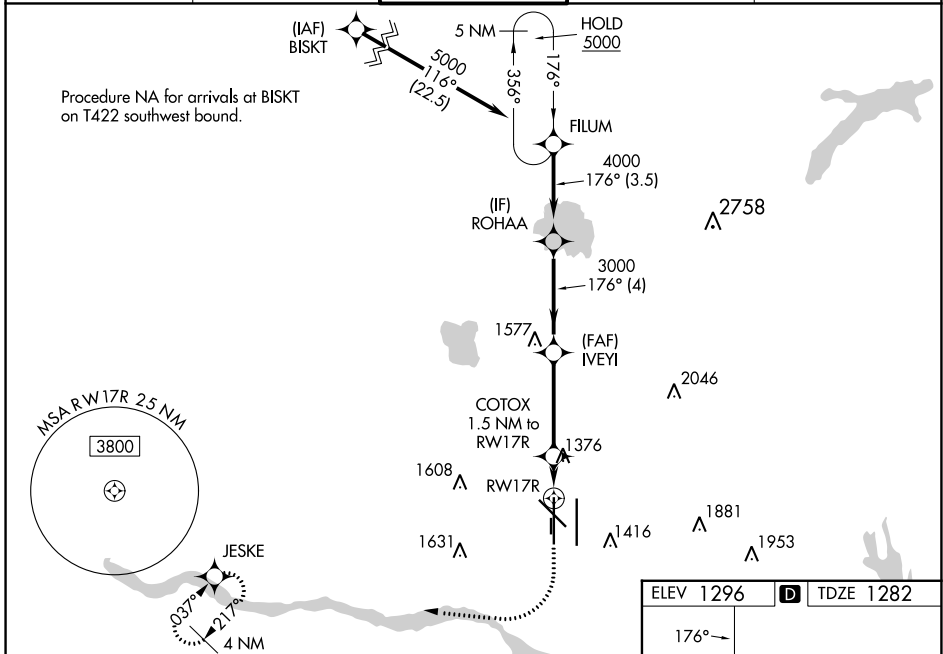 (IAF)
BISKT
5 NM
HOLD
5000
5000
116°
(22.5)
356°
176°
Procedure NA for arrivals at BISKT
on T422 southwest bound.
FILUM
4000
176° (3.5)
(IF)
ROHAA
2758
3000
176° (4)
1577
(FAF)
IVEYI
2046
MSA RW17R 25 NM
3800
COTOX
1.5 NM to
RW17R
1376
1608
RW17R
1881
1631
1416
1953
JESKE
037°
217°
4 NM
ELEV 1296
D
TDZE 1282
176°